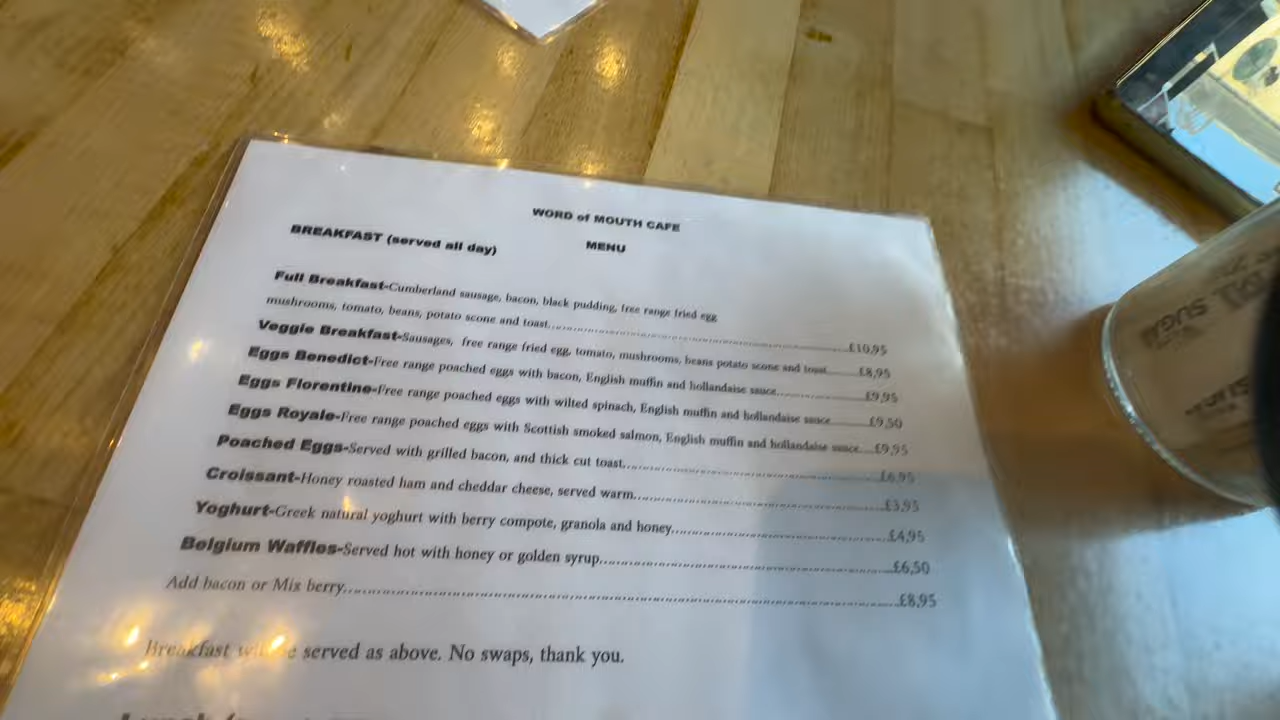 WORD of MOUTH CAFE
BREAKFAST (served all day) MENU
Full Breakfast-Cumberland sausage, bacon, black pudding, free range fried egg
mushrooms, tomato, beans, potato scone and toast....£10,95
Veggie Breakfast-Sausages, free range fried egg, tomato, mushrooms, beans potato scone and toast....£8,95
Eggs Benedict-Free range poached eggs with bacon, English muffin and hollandaise sauce....£9,95
Eggs Florentine-Free range poached eggs with wilted spinach, English muffin and hollandaise sauce....£9,50
Eggs Royale-Free range poached eggs with Scottish smoked salmon, English muffin and hollandaise sauce....£9,95
Poached Eggs-Served with grilled bacon, and thick cut toast....£6,95
Croissant-Honey roasted ham and cheddar cheese, served warm....£3,95
Yoghurt-Greek natural yoghurt with berry compote, granola and honey....£4,95
Belgium Waffles-Served hot with honey or golden syrup....£6,50
Add bacon or Mix berry....£8,95
Breakfast served as above. No swaps, thank you.
SUGAR